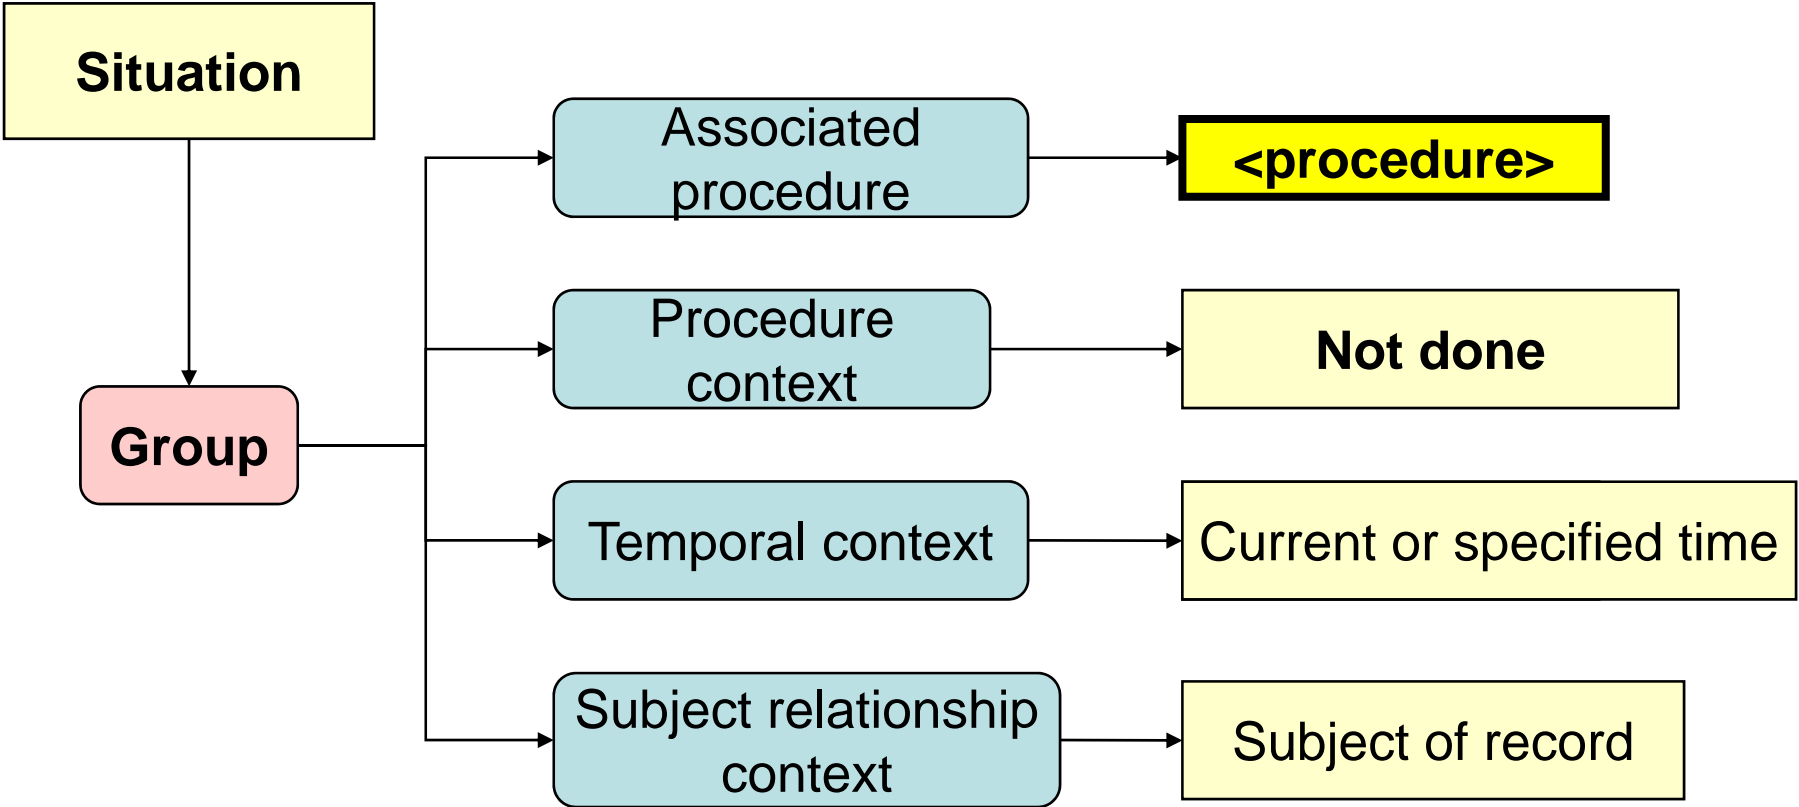 Situation
Associated
procedure
<procedure>
Procedure
context
Not done
Group
Temporal context
Current or specified time
Subject relationship
context
Subject of record